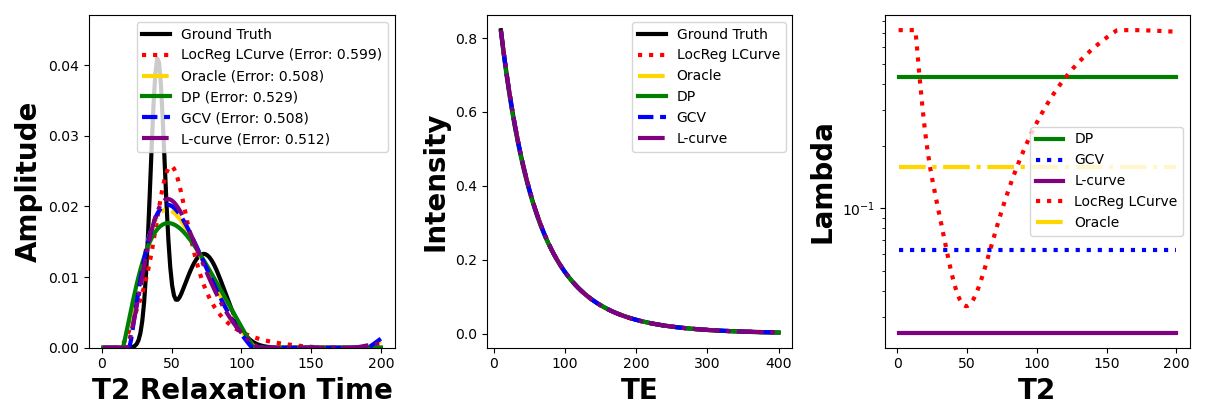 Amplitude
0.04
0.03
0.02
0.01
0.00
0
50
100
150
200
T2 Relaxation Time
Ground Truth
LocReg LCurve (Error: 0.599)
Oracle (Error: 0.508)
DP (Error: 0.529)
GCV (Error: 0.508)
L-curve (Error: 0.512)
Intensity
0.8
0.6
0.4
0.2
0.0
0
100
200
300
400
TE
Ground Truth
LocReg LCurve
Oracle
DP
GCV
L-curve
Lambda
10⁻¹
0
50
100
150
200
T2
DP
GCV
L-curve
LocReg LCurve
Oracle